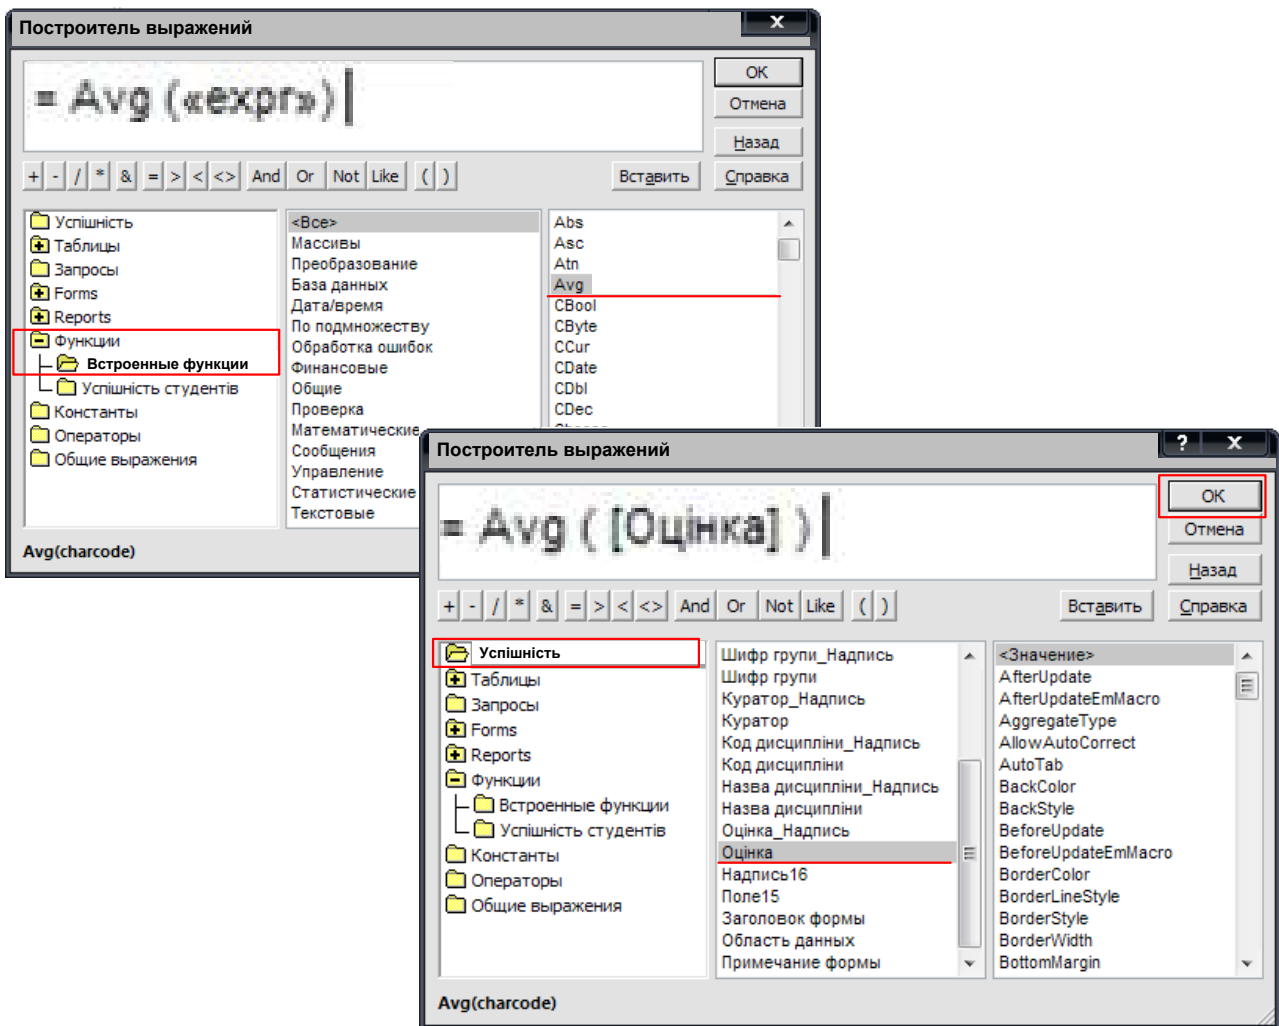 Построитель выражений
x
= Avg («expr»)
ОК
Отмена
Назад
+ - / * & = > < <> And Or Not Like ( )
Вставить
Справка
Успішність
Таблицы
Запросы
Forms
Reports
Функции
Встроенные функции
Успішність студентів
Константы
Операторы
Общие выражения
<Все>
Массивы
Преобразование
База данных
Дата/время
По подмножеству
Обработка ошибок
Финансовые
Общие
Проверка
Математические
Сообщения
Управление
Статистические
Текстовые
Abs
Asc
Atn
Avg
CBool
CByte
CCur
CDate
CDbl
CDec
Avg(charcode)
Построитель выражений
? x
= Avg ( [Оцінка] )
ОК
Отмена
Назад
+ - / * & = > < <> And Or Not Like ( )
Вставить
Справка
Успішність
Таблицы
Запросы
Forms
Reports
Функции
Встроенные функции
Успішність студентів
Константы
Операторы
Общие выражения
Шифр групи_Надпись
Шифр групи
Куратор_Надпись
Куратор
Код дисципліни_Надпись
Код дисципліни
Назва дисципліни_Надпись
Назва дисципліни
Оцінка_Надпись
Оцінка
Надпись16
Поле15
Заголовок формы
Область данных
Примечание формы
<Значение>
AfterUpdate
AfterUpdateEmMacro
AggregateType
AllowAutoCorrect
AutoTab
BackColor
BackStyle
BeforeUpdate
BeforeUpdateEmMacro
BorderColor
BorderLineStyle
BorderStyle
BorderWidth
BottomMargin
Avg(charcode)